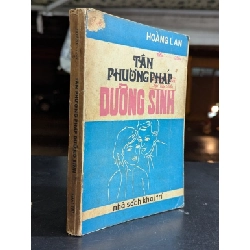 HOÀNG LAN
TÂN
PHƯƠNG PHÁP
DƯỠNG SINH
nhà sách khai trí